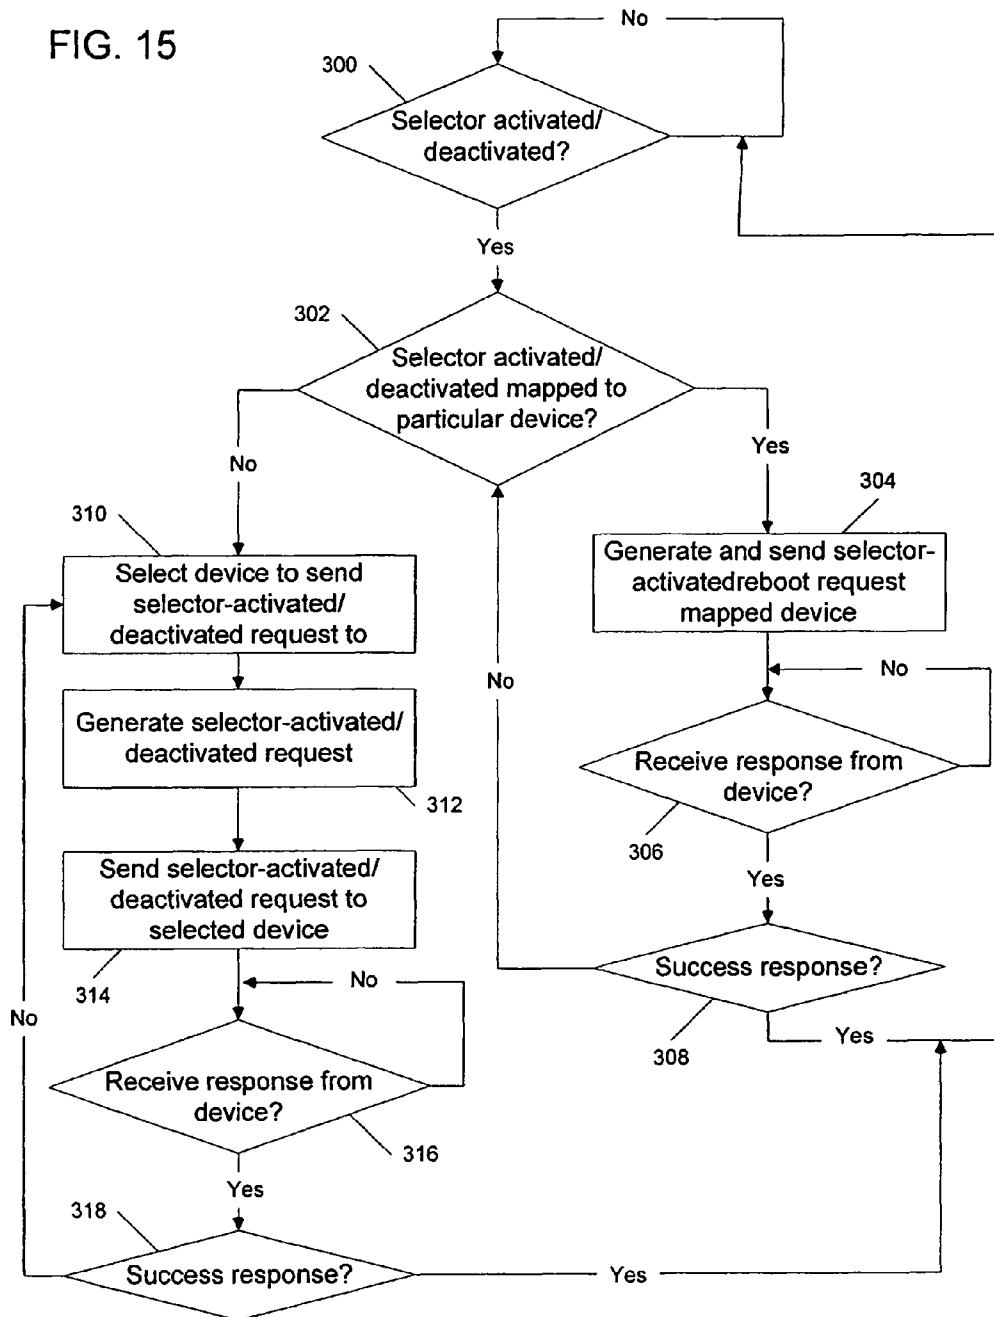 FIG. 15
No
300
Selector activated/
deactivated?
Yes
302
Selector activated/
deactivated mapped to
particular device?
No
Yes
310
304
Select device to send
selector-activated/
deactivated request to
Generate and send selector-
activatedreboot request
mapped device
No
No
Generate selector-activated/
deactivated request
312
Receive response from
device?
306
Send selector-activated/
deactivated request to
selected device
Yes
314
No
No
Success response?
308
Yes
Receive response from
device?
316
Yes
318
Success response?
Yes